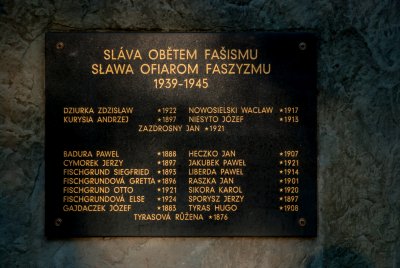 SLÁVA OBĚTEM FAŠISMU
SŁAWA OFIAROM FASZYZMU
1939-1945
DZIURKA ZDZISŁAW *1922 NOWOSIELSKI WACŁAW *1917
KURYSIA ANDRZEJ *1897 NIESYTO JÓZEF *1913
ZAZDROSNY JAN *1921
BADURA PAWEŁ *1888 HECZKO JAN *1907
CYMOREK JERZY *1897 JAKUBEK PAWEŁ *1921
FISCHGRUND SIEGFRIED *1893 LIBERDA PAWEŁ *1914
FISCHGRUNDOVÁ GRETTA *1896 RASZKA JAN *1901
FISCHGRUND OTTO *1921 SIKORA KAROL *1920
FISCHGRUNDOVÁ ELSE *1924 SPORYSZ JERZY *1897
GAJDACZEK JÓZEF *1883 TYRAS HUGO *1908
TYRASOVÁ RŮŽENA *1876